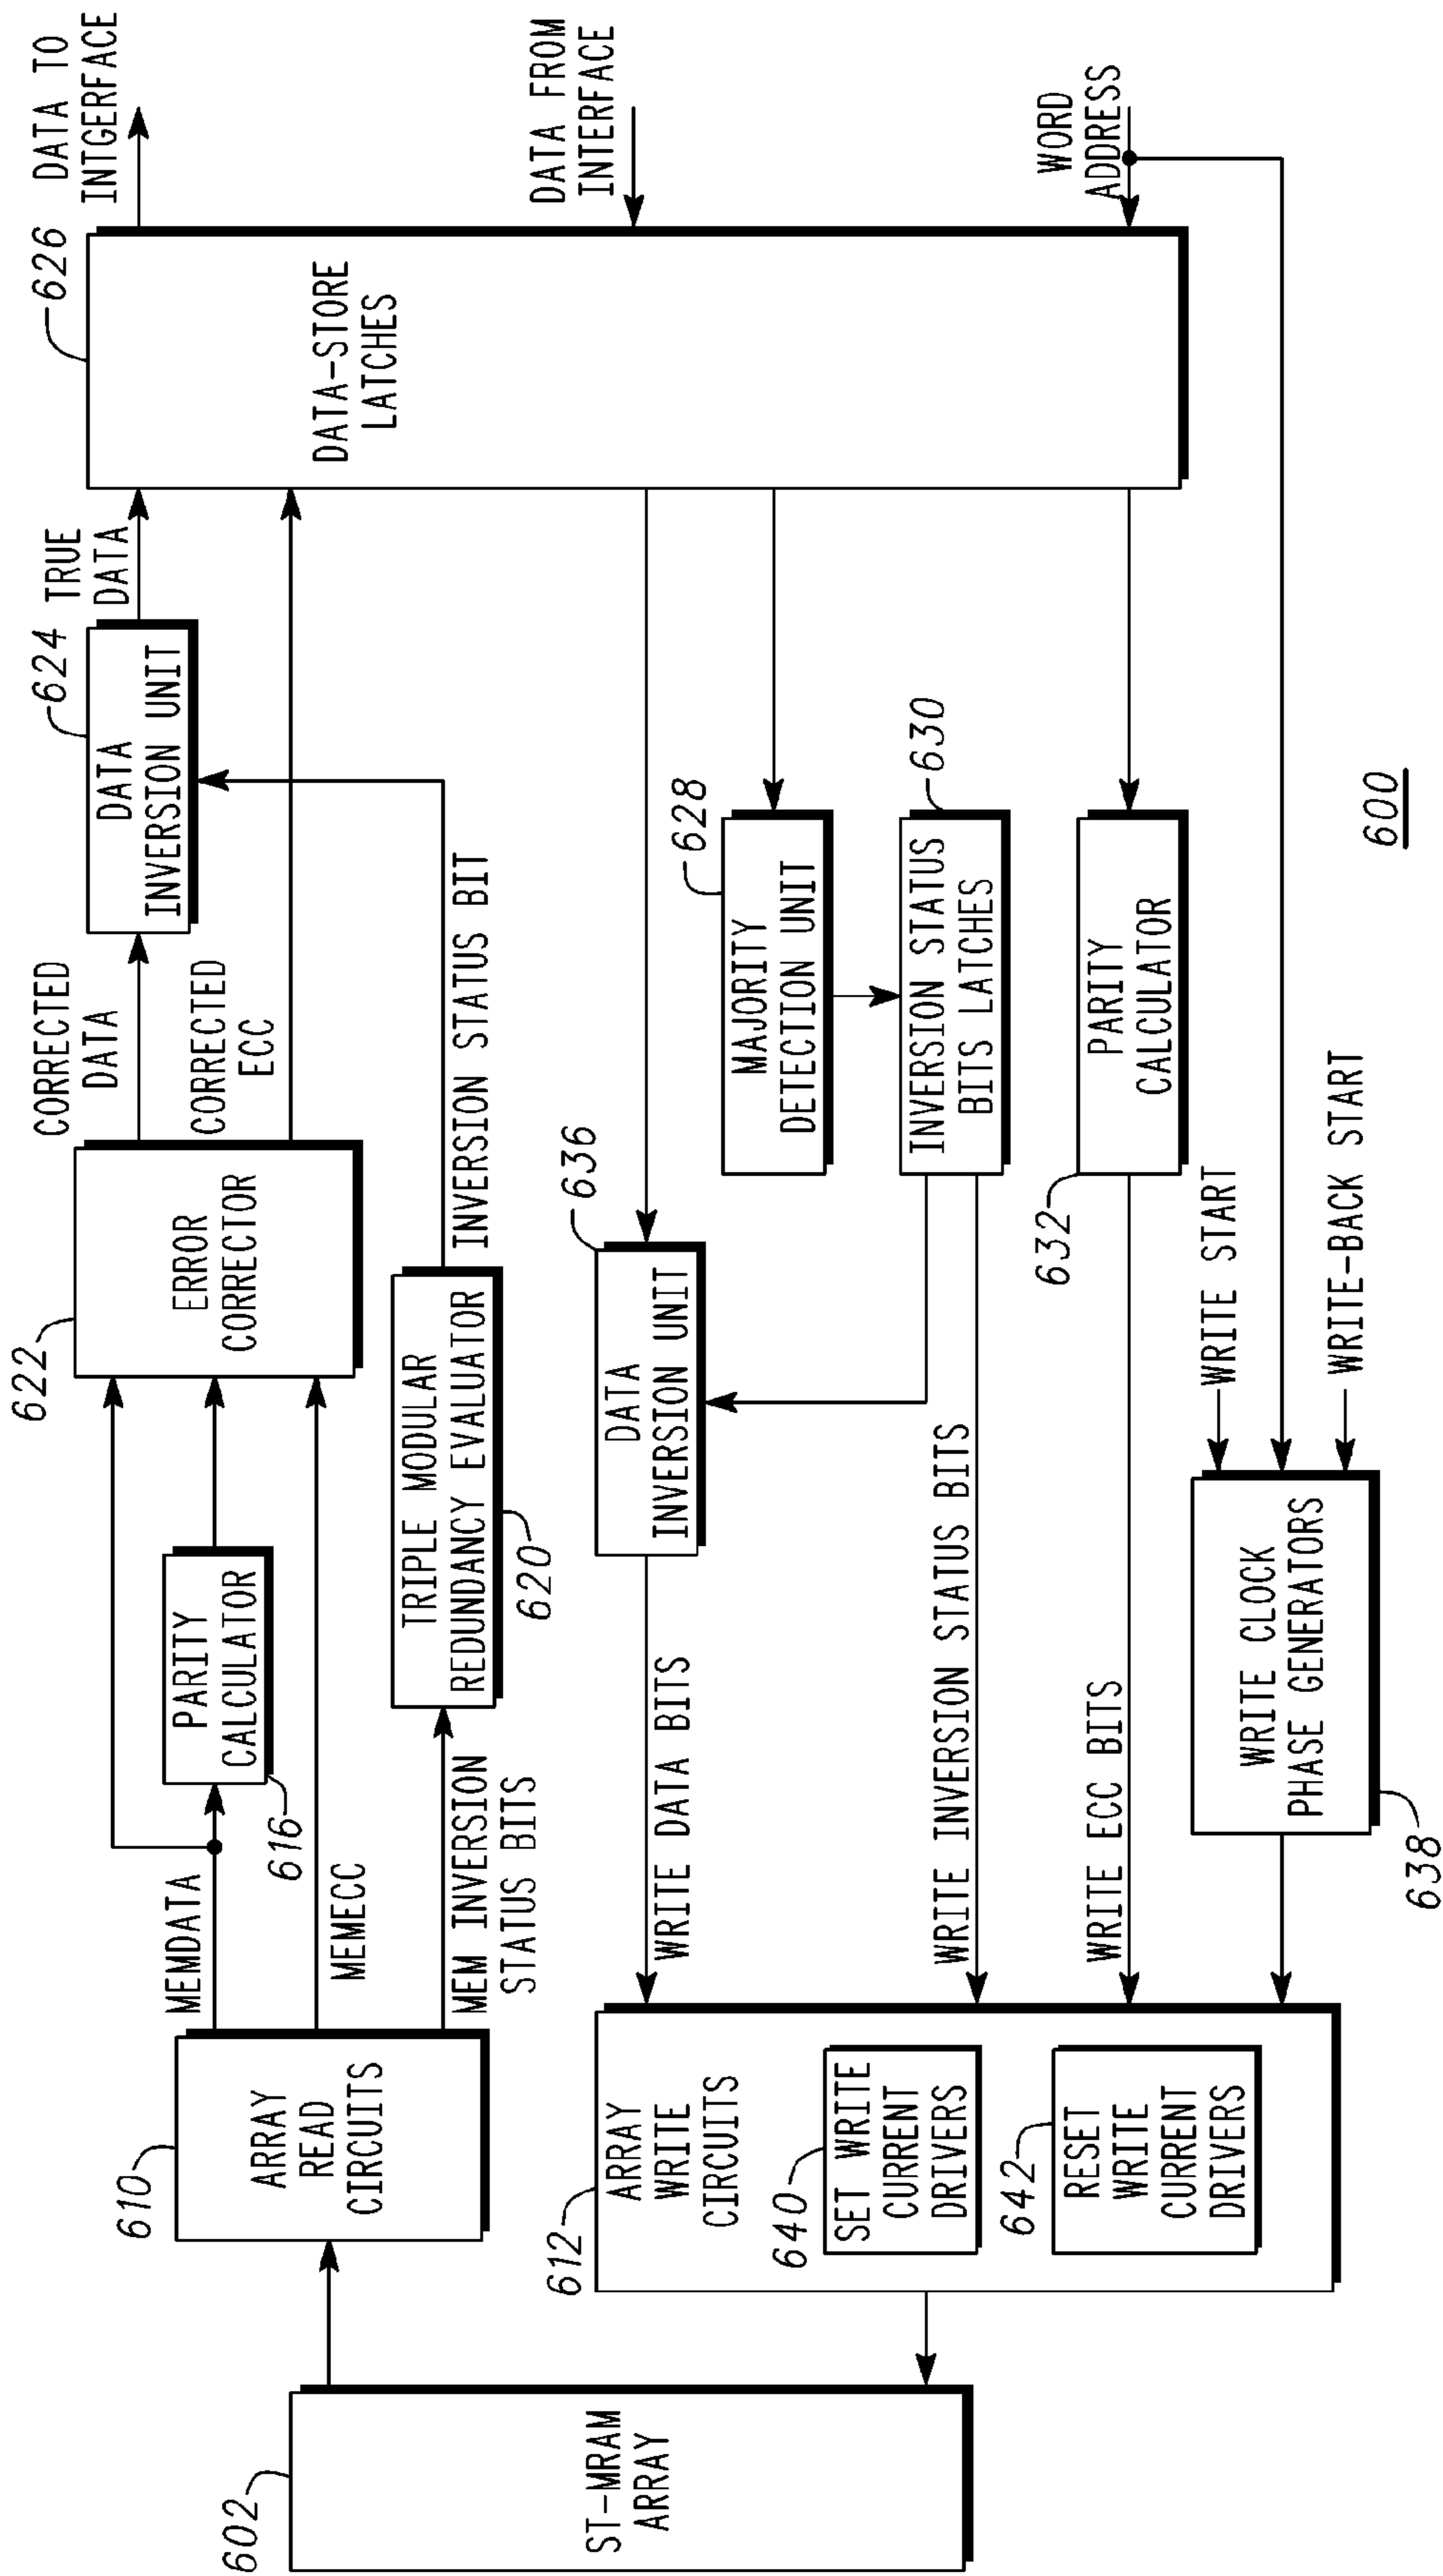 602
ST-MRAM
ARRAY
610
ARRAY
READ
CIRCUITS
MEMDATA
MEMECC
MEM INVERSION
STATUS BITS
616
PARITY
CALCULATOR
TRIPLE MODULAR
REDUNDANCY EVALUATOR
620
622
ERROR
CORRECTOR
CORRECTED
DATA
CORRECTED
ECC
INVERSION STATUS BIT
624
DATA
INVERSION UNIT
TRUE
DATA
626
DATA-STORE
LATCHES
DATA TO
INTGERFACE
DATA FROM
INTERFACE
WORD
ADDRESS
612
ARRAY
WRITE
CIRCUITS
640
SET WRITE
CURRENT
DRIVERS
642
RESET
WRITE
CURRENT
DRIVERS
WRITE DATA BITS
WRITE INVERSION STATUS BITS
WRITE ECC BITS
636
DATA
INVERSION UNIT
628
MAJORITY
DETECTION UNIT
630
INVERSION STATUS
BITS LATCHES
632
PARITY
CALCULATOR
638
WRITE CLOCK
PHASE GENERATORS
WRITE START
WRITE-BACK START
600